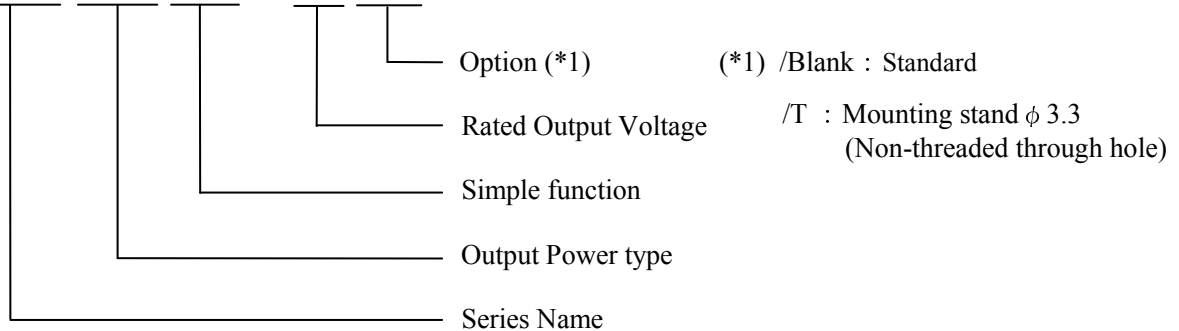 Option (*1) (*1) /Blank : Standard
Rated Output Voltage /T : Mounting stand ϕ 3.3
(Non-threaded through hole)
Simple function
Output Power type
Series Name